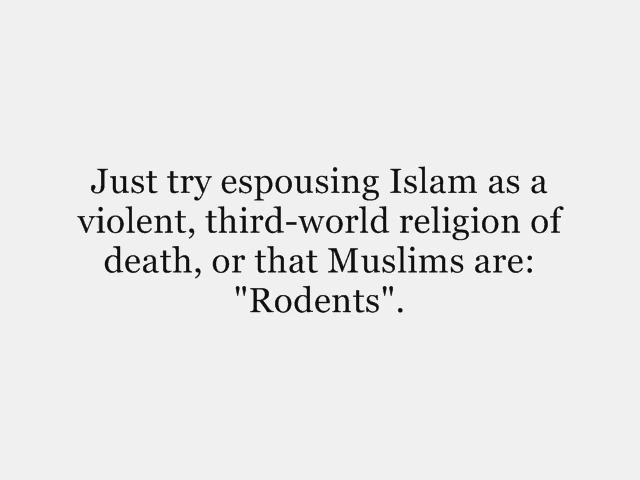 Just try espousing Islam as a
violent, third-world religion of
death, or that Muslims are:
"Rodents".